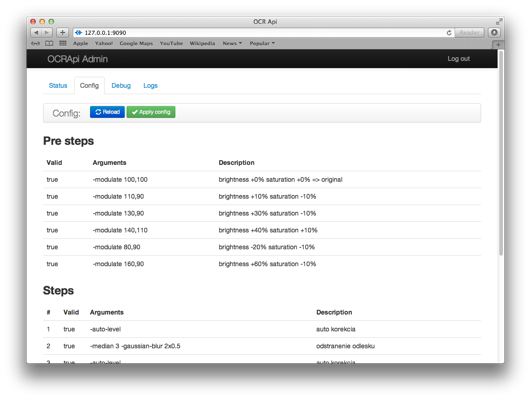 OCR Api
127.0.0.1:9090
Reader
Apple Yahoo! Google Maps YouTube Wikipedia News Popular
OCRApi Admin Log out
Status Config Debug Logs
Config: Reload Apply config
Pre steps
Valid Arguments Description
true -modulate 100,100 brightness +0% saturation +0% => original
true -modulate 110,90 brightness +10% saturation -10%
true -modulate 130,90 brightness +30% saturation -10%
true -modulate 140,110 brightness +40% saturation +10%
true -modulate 80,90 brightness -20% saturation -10%
true -modulate 160,90 brightness +60% saturation -10%
Steps
# Valid Arguments Description
1 true -auto-level auto korekcia
2 true -median 3 -gaussian-blur 2x0.5 odstranenie odlesku
3 true -auto-level auto korekcia